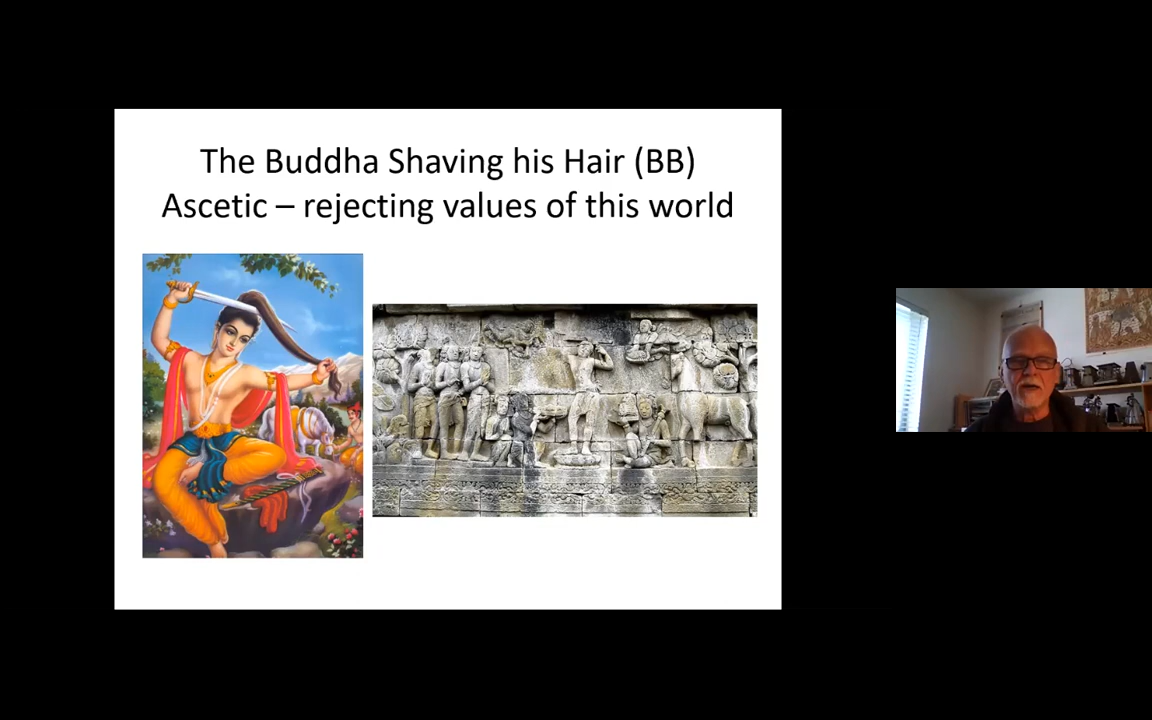 The Buddha Shaving his Hair (BB)
Ascetic – rejecting values of this world